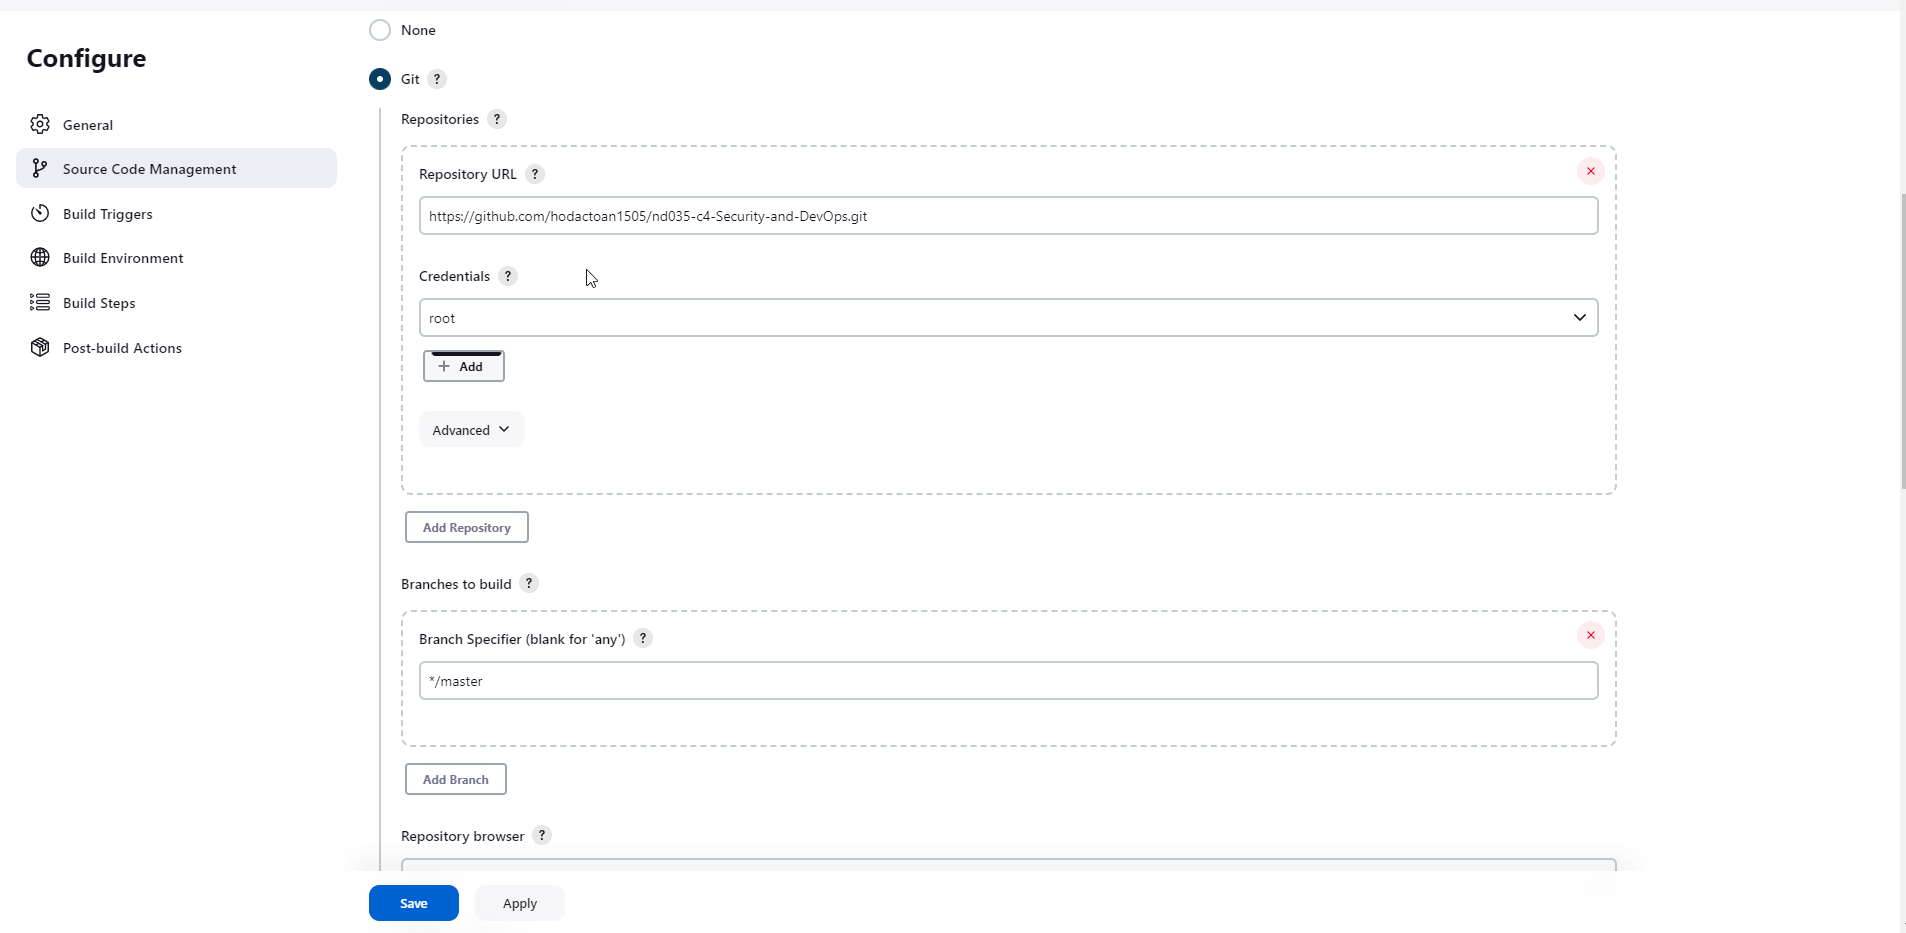 Configure
General
Source Code Management
Build Triggers
Build Environment
Build Steps
Post-build Actions
None
Git ?
Repositories ?
Repository URL ?
https://github.com/hodactoan1505/nd035-c4-Security-and-DevOps.git
Credentials ?
root
+ Add
Advanced
Add Repository
Branches to build ?
Branch Specifier (blank for 'any') ?
*/master
Add Branch
Repository browser ?
Save
Apply